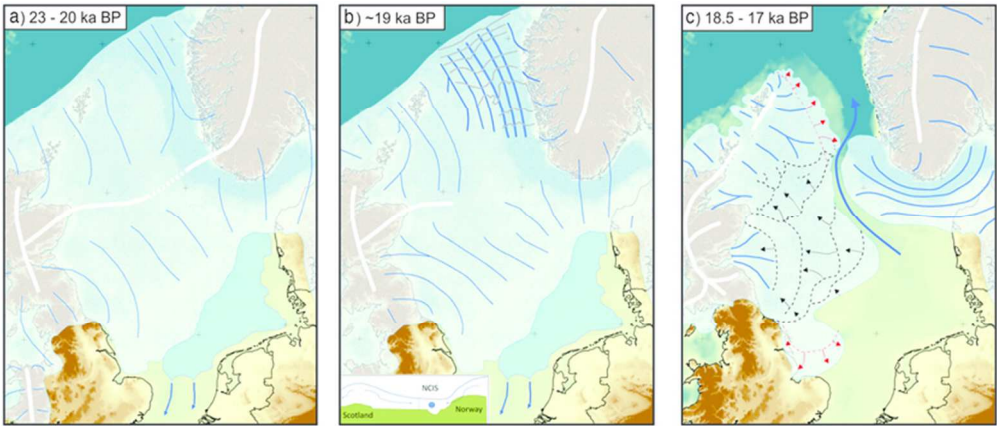 a) 23 - 20 ka BP
b) ~19 ka BP
c) 18.5 - 17 ka BP
NCIS
Scotland
Norway